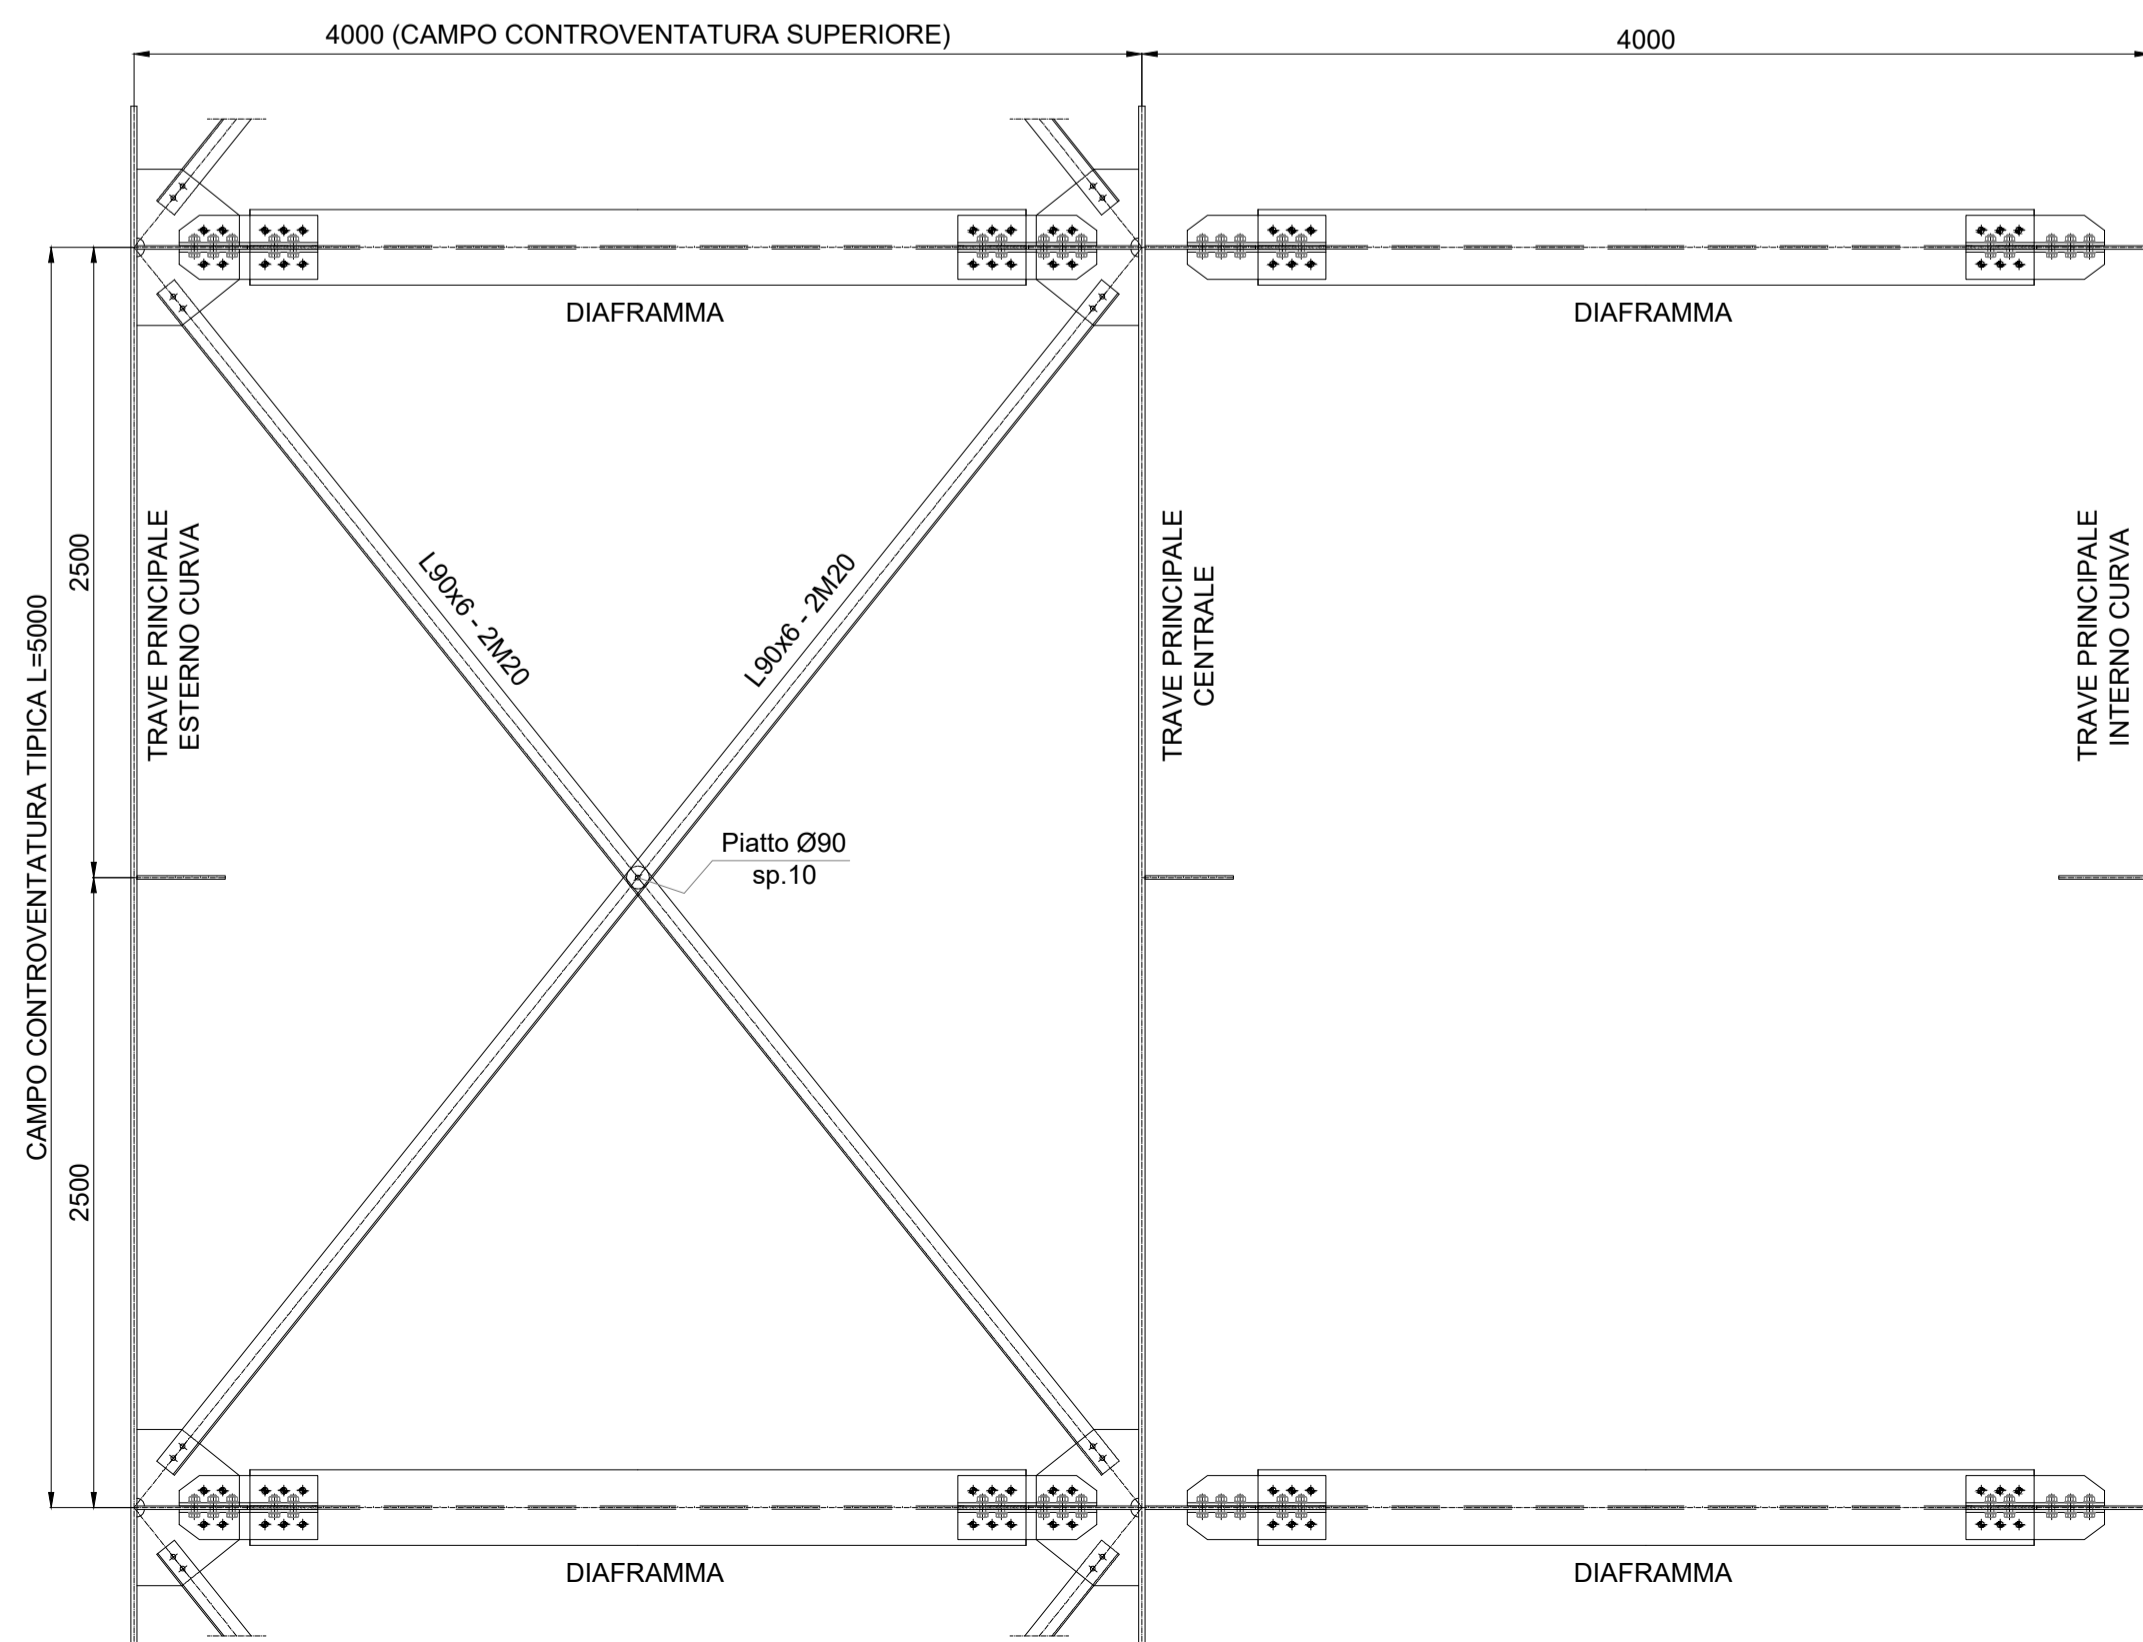 4000 (CAMPO CONTROVENTATURA SUPERIORE)
4000
DIAFRAMMA
DIAFRAMMA
CAMPO CONTROVENTATURA TIPICA L=5000
2500
2500
TRAVE PRINCIPALE
ESTERNO CURVA
L90x6 - 2M20
L90x6 - 2M20
TRAVE PRINCIPALE
CENTRALE
TRAVE PRINCIPALE
INTERNO CURVA
Piatto Ø90
sp.10
DIAFRAMMA
DIAFRAMMA